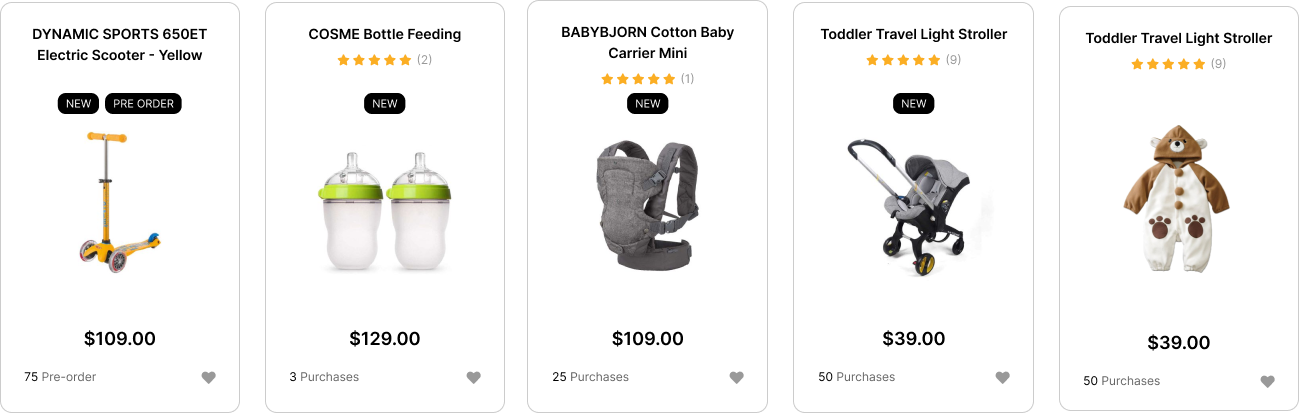 DYNAMIC SPORTS 650ET
Electric Scooter - Yellow
NEW
PRE ORDER
$109.00
75 Pre-order
COSME Bottle Feeding
(2)
NEW
$129.00
3 Purchases
BABYBJORN Cotton Baby
Carrier Mini
(1)
NEW
$109.00
25 Purchases
Toddler Travel Light Stroller
(9)
NEW
$39.00
50 Purchases
Toddler Travel Light Stroller
(9)
$39.00
50 Purchases